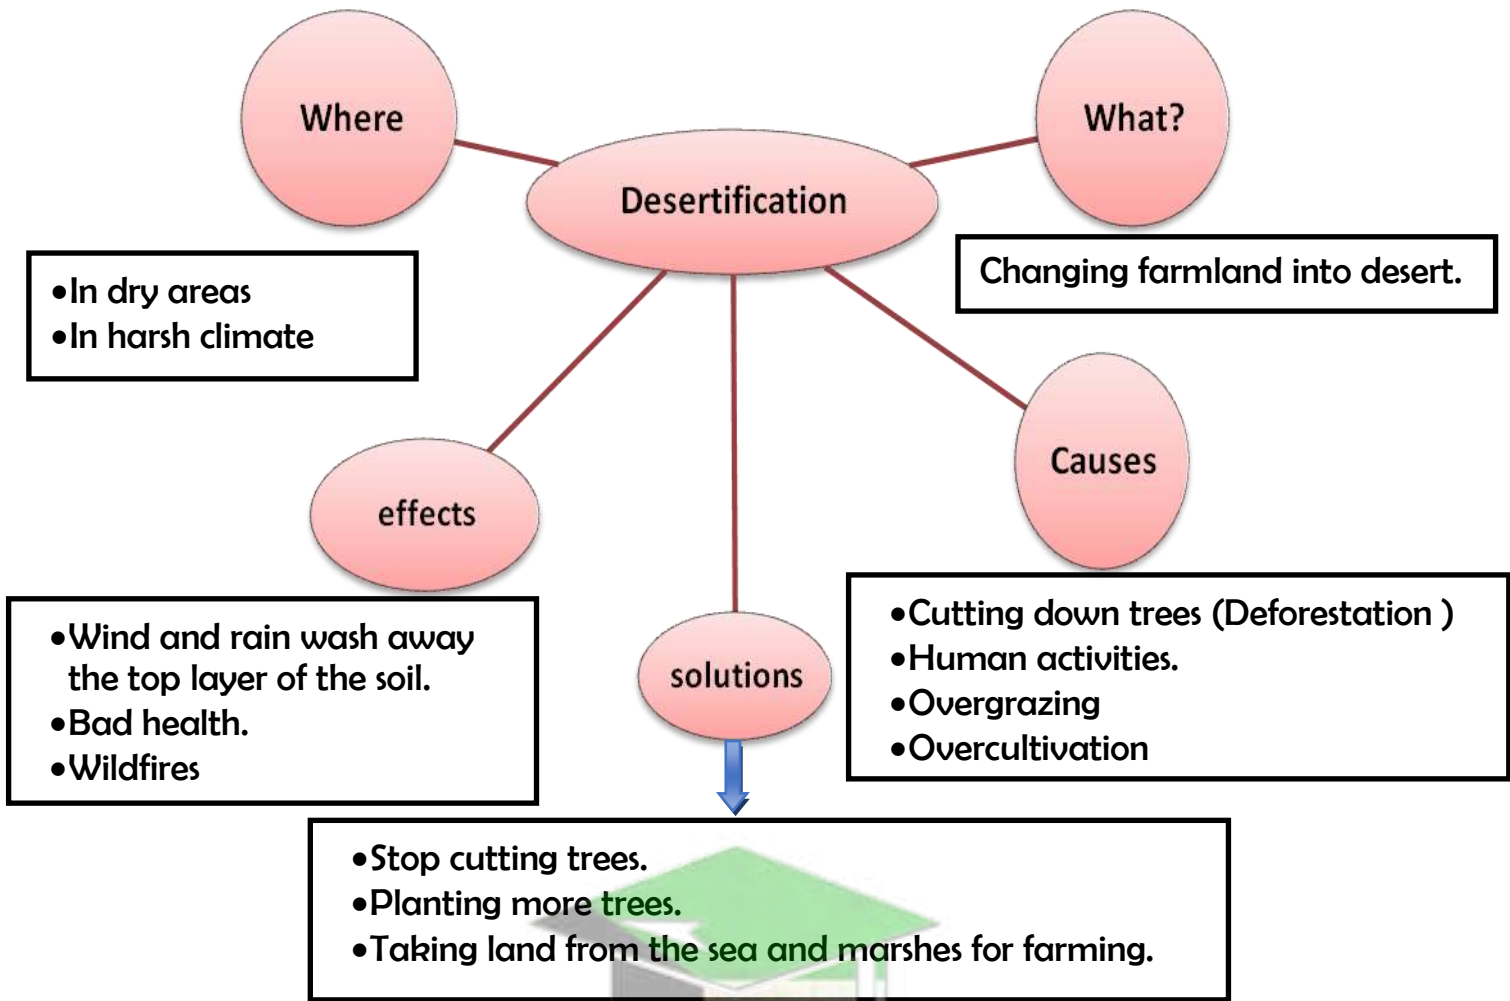 Where
What?
Desertification
•In dry areas
•In harsh climate
Changing farmland into desert.
effects
Causes
•Wind and rain wash away
the top layer of the soil.
•Bad health.
•Wildfires
solutions
•Cutting down trees (Deforestation )
•Human activities.
•Overgrazing
•Overcultivation
•Stop cutting trees.
•Planting more trees.
•Taking land from the sea and marshes for farming.